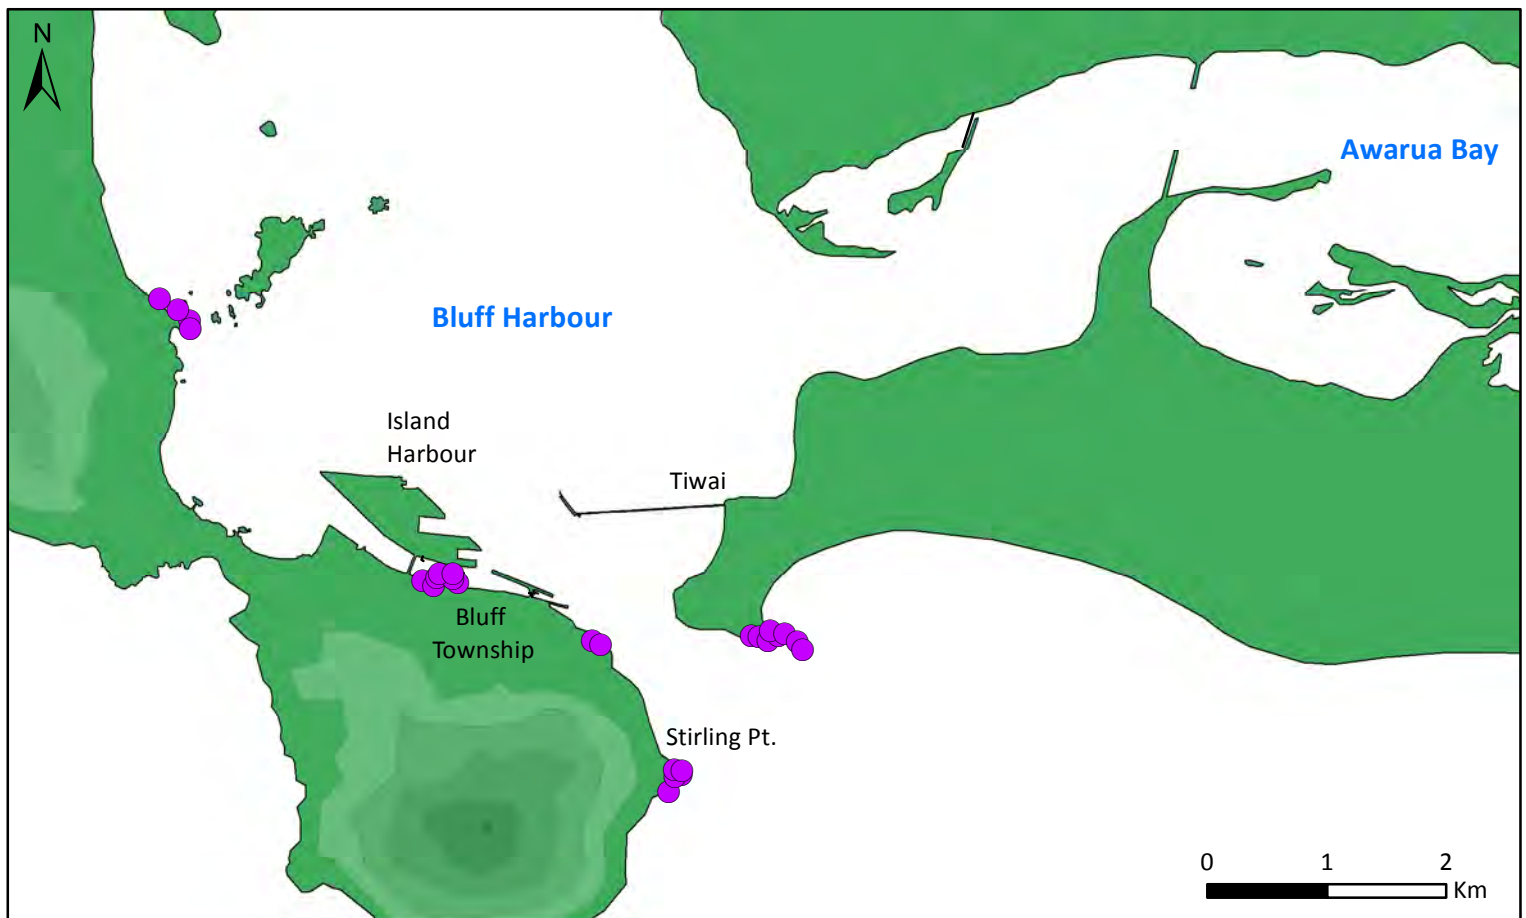 N
Awarua Bay
Bluff Harbour
Island
Harbour
Tiwai
Bluff
Township
Stirling Pt.
0 1 2
Km